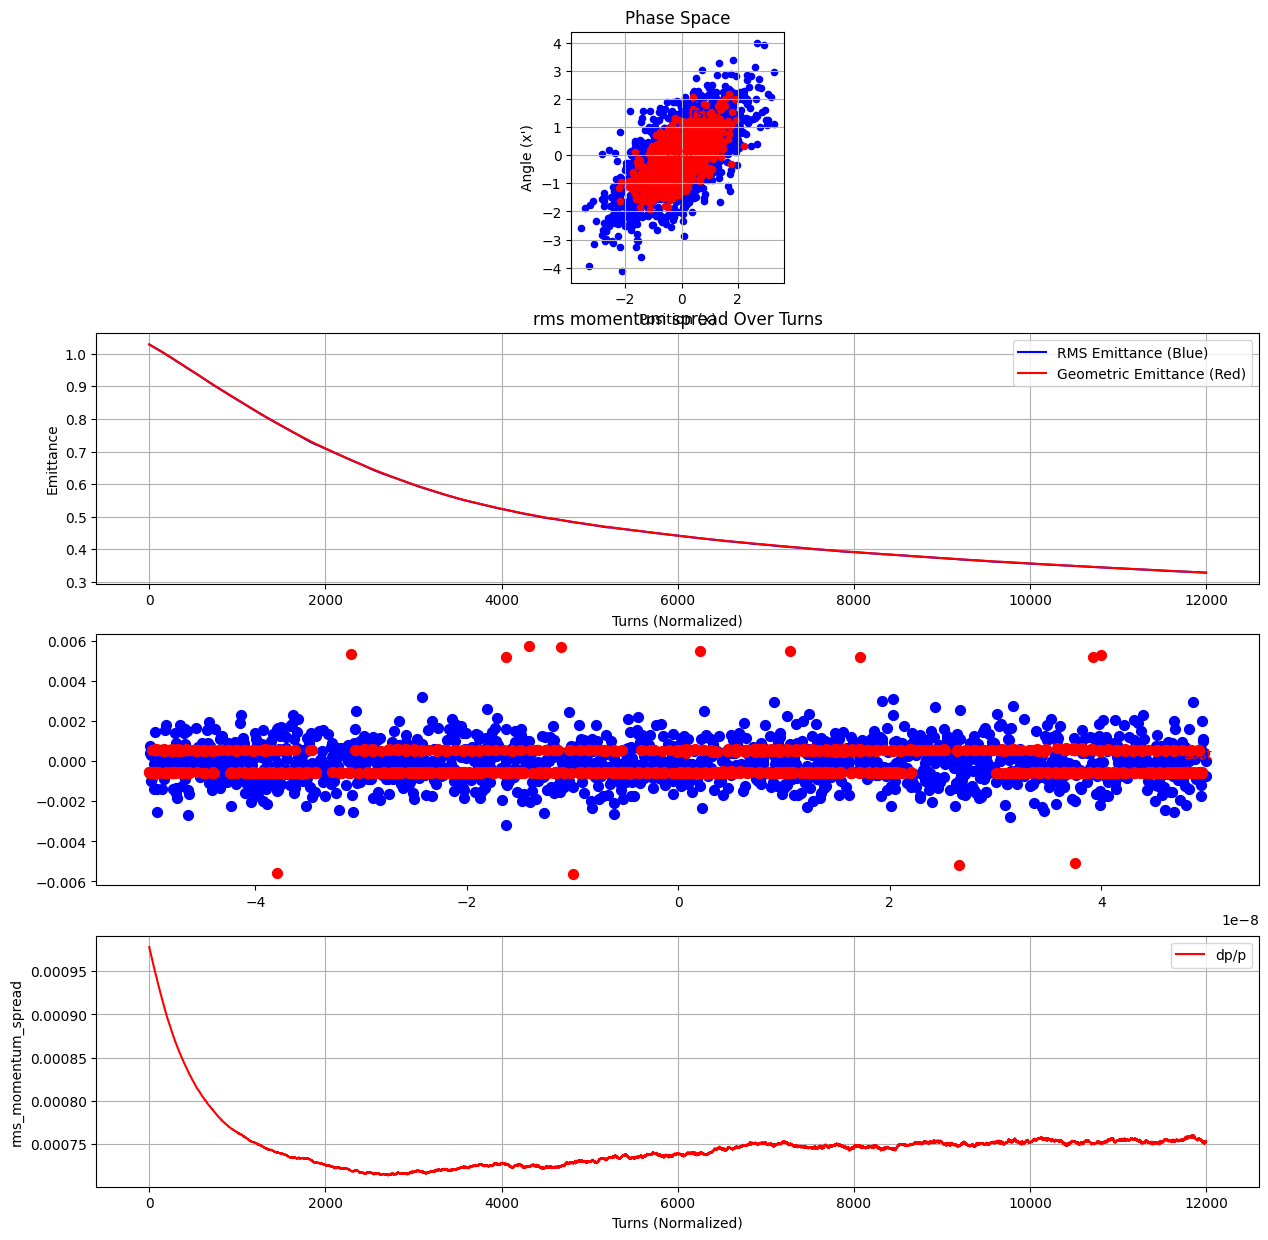 Phase Space
4
3
2
1
0
−1
−2
−3
−4
Angle (x')
−2 0 2
Position (x)
rms momentum spread Over Turns
RMS Emittance (Blue)
Geometric Emittance (Red)
1.0
0.9
0.8
0.7
0.6
0.5
0.4
0.3
Emittance
0 2000 4000 6000 8000 10000 12000
Turns (Normalized)
0.006
0.004
0.002
0.000
−0.002
−0.004
−0.006
−4 −2 0 2 4
1e−8
dp/p
0.00095
0.00090
0.00085
0.00080
0.00075
rms_momentum_spread
0 2000 4000 6000 8000 10000 12000
Turns (Normalized)